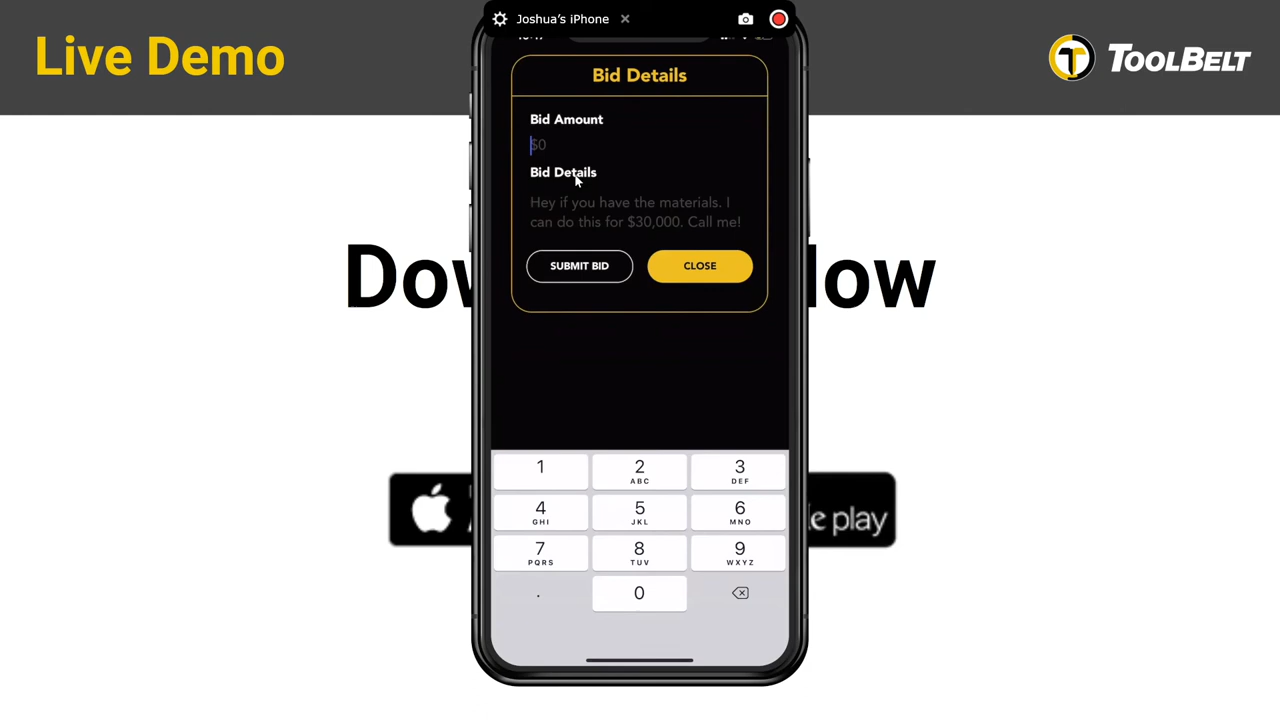 Live Demo
Joshua's iPhone
TOOLBELT
Bid Details
Bid Amount
$0
Bid Details
Hey if you have the materials. I
can do this for $30,000. Call me!
SUBMIT BID
CLOSE
1
2
ABC
3
DEF
4
GHI
5
JKL
6
MNO
7
PQRS
8
TUV
9
WXYZ
.
0
play